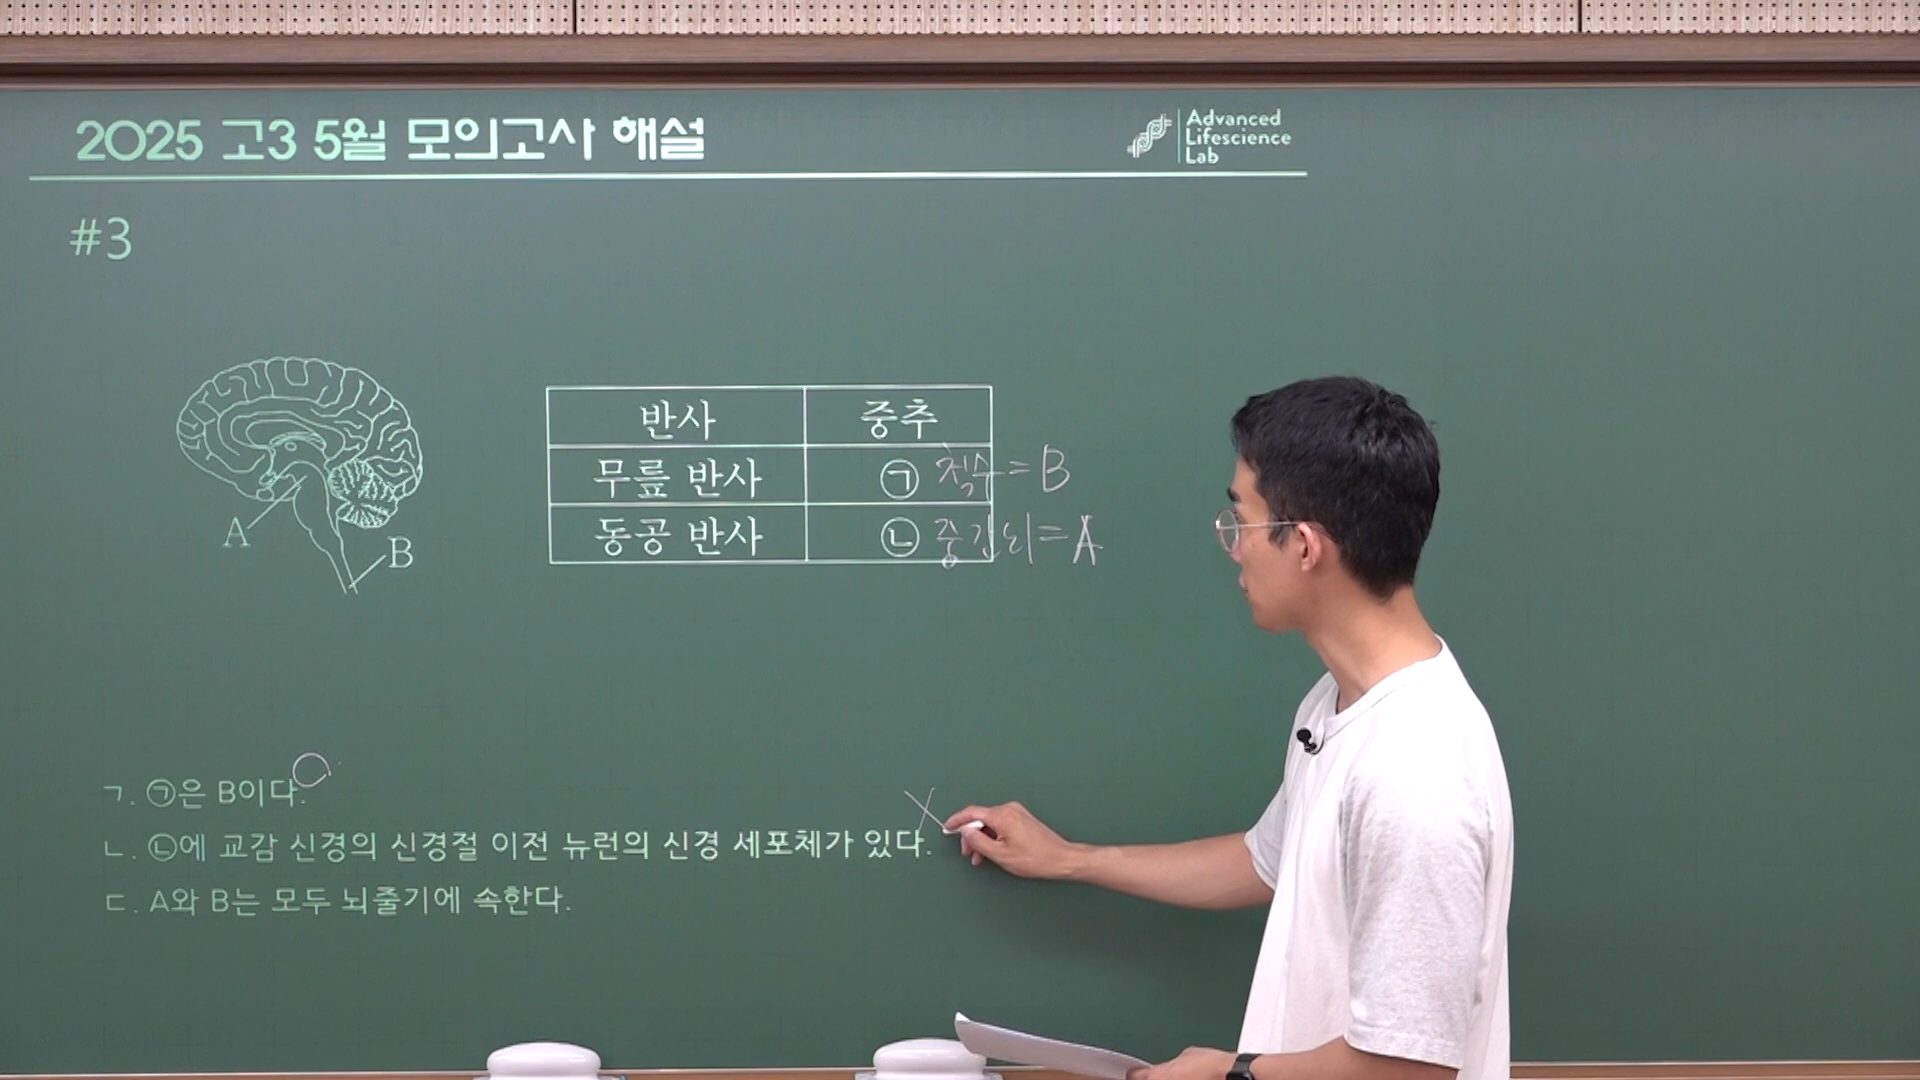 2025 고3 5월 모의고사 해설
Advanced
Lifescience
Lab
#3
A
B
반사 중추
무릎 반사 ㉠ 척수=B
동공 반사 ㉡ 중간뇌=A
ㄱ. ㉠은 B이다.
ㄴ. ㉡에 교감 신경의 신경절 이전 뉴런의 신경 세포체가 있다.
ㄷ. A와 B는 모두 뇌줄기에 속한다.